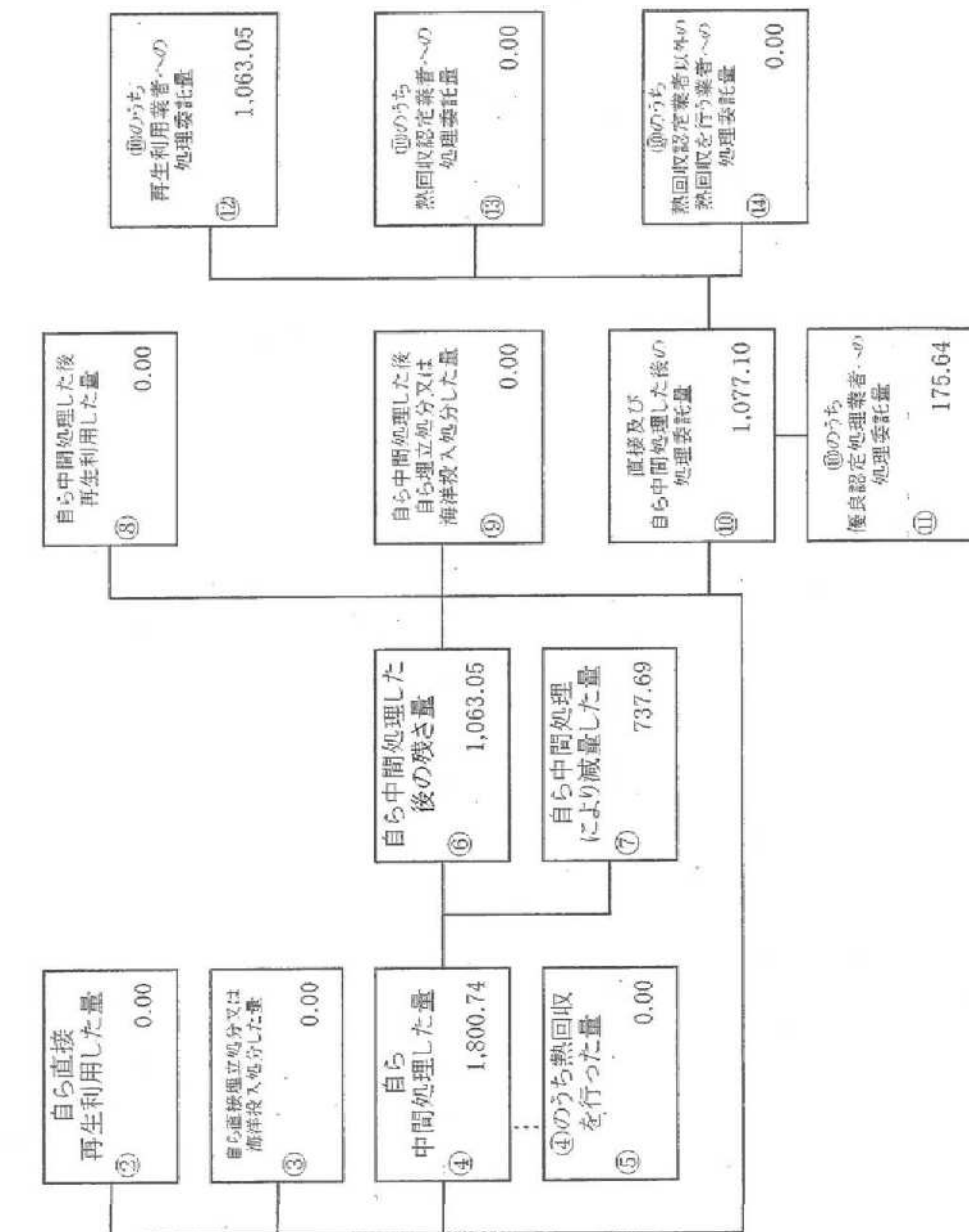 自ら直接
再生利用した量
② 0.00
自ら直接埋立処分又は
海洋投入処分した量
③ 0.00
自ら
中間処理した量
④ 1,800.74
④のうち熱回収
を行った量
⑤ 0.00
自ら中間処理した
後の残さ量
⑥ 1,063.05
自ら中間処理
により減量した量
⑦ 737.69
自ら中間処理した後
再生利用した量
⑧ 0.00
自ら中間処理した後
自ら埋立処分又は
海洋投入処分した量
⑨ 0.00
直接及び
自ら中間処理した後の
処理委託量
⑩ 1,077.10
⑩のうち
優良認定処理業者への
処理委託量
⑪ 175.64
⑩のうち
再生利用業者への
処理委託量
⑫ 1,063.05
⑩のうち
熱回収認定業者への
処理委託量
⑬ 0.00
⑩のうち
熱回収認定業者以外の
熱回収を行う業者への
処理委託量
⑭ 0.00